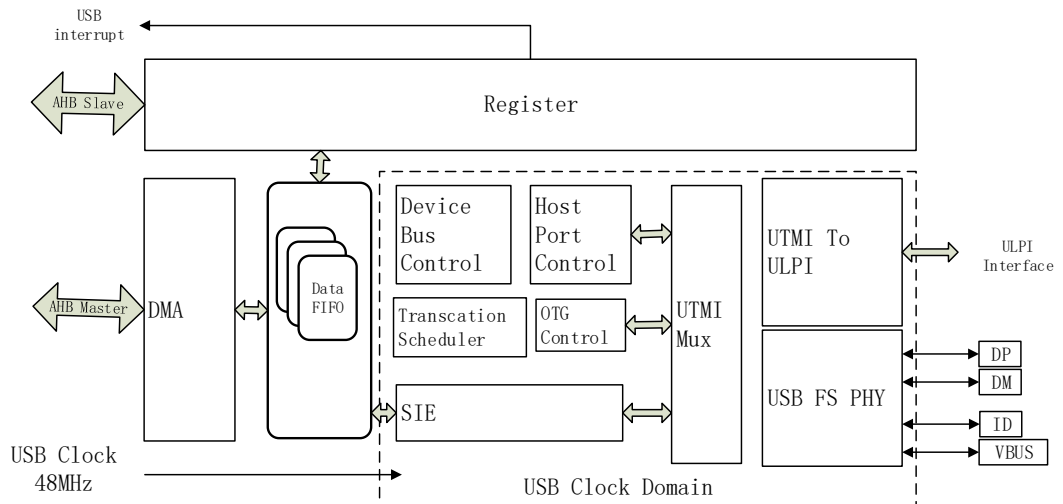 USB
interrupt
AHB Slave
Register
Device
Bus
Control
Host
Port
Control
UTMI To
ULPI
ULPI
Interface
Data
FIFO
AHB Master
DMA
Transcation
Scheduler
OTG
Control
UTMI
Mux
USB FS PHY
DP
DM
SIE
ID
VBUS
USB Clock
48MHz
USB Clock Domain